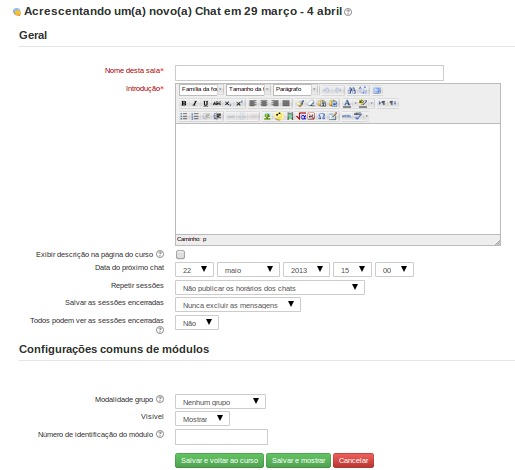 Acrescentando um(a) novo(a) Chat em 29 março - 4 abril
Geral
Nome desta sala*
Introdução*
Família da fo Tamanho da f Parágrafo
Caminho: p
Exibir descrição na página do curso
Data do próximo chat 22 maio 2013 15 00
Repetir sessões Não publicar os horários dos chats
Salvar as sessões encerradas Nunca excluir as mensagens
Todos podem ver as sessões encerradas Não
Configurações comuns de módulos
Modalidade grupo Nenhum grupo
Visível Mostrar
Número de identificação do módulo
Salvar e voltar ao curso Salvar e mostrar Cancelar